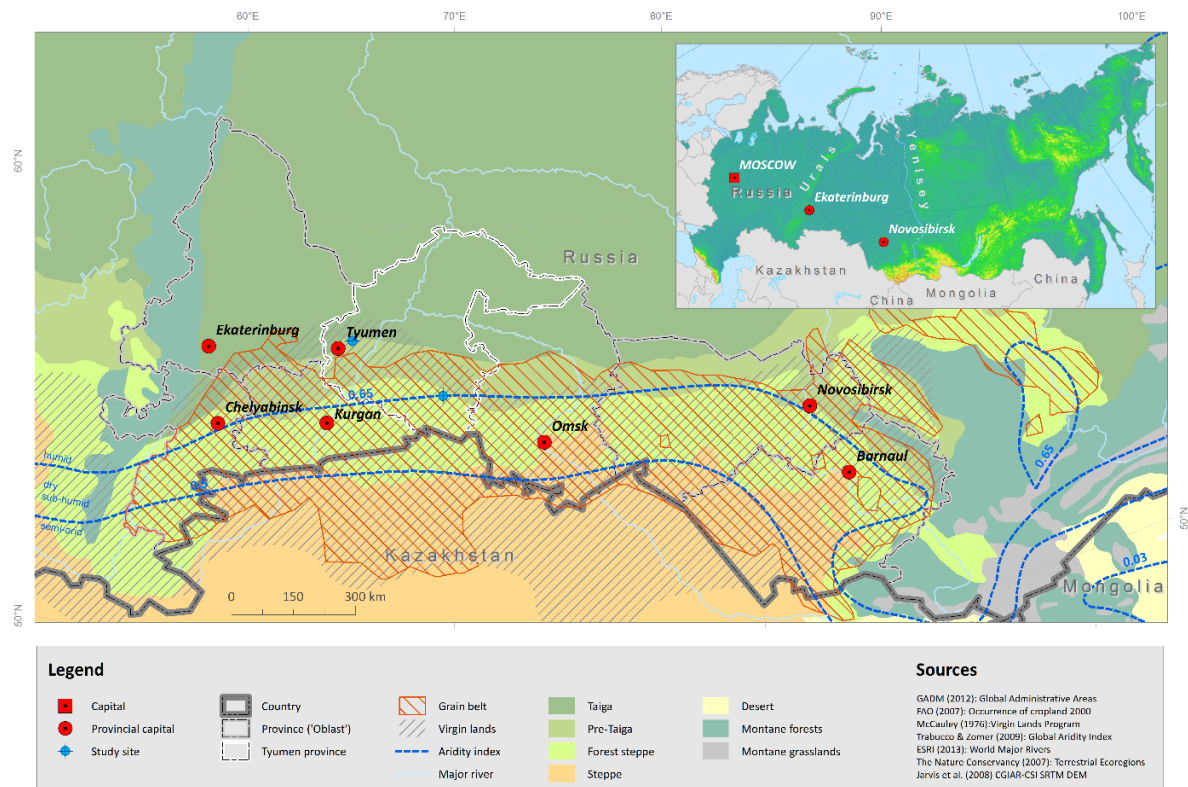 60°E 70°E 80°E 90°E 100°E
60°N
MOSCOW
Russia
Urals
Yenisey
Ekaterinburg
Novosibirsk
Kazakhstan
China
Mongolia
China
Russia
Ekaterinburg
Tyumen
0.65
Chelyabinsk
Kurgan
Omsk
Novosibirsk
Barnaul
0.65
humid
dry
sub-humid
semi-arid
0.5
50°N
Kazakhstan
0.03
Mongolia
0 150 300 km
50°N
Legend
Capital
Provincial capital
Study site
Country
Province ('Oblast')
Tyumen province
Grain belt
Virgin lands
Aridity index
Major river
Taiga
Pre-Taiga
Forest steppe
Steppe
Desert
Montane forests
Montane grasslands
Sources
GADM (2012): Global Administrative Areas
FAO (2007): Occurrence of cropland 2000
McCauley (1976):Virgin Lands Program
Trabucco & Zomer (2009): Global Aridity Index
ESRI (2013): World Major Rivers
The Nature Conservancy (2007): Terrestrial Ecoregions
Jarvis et al. (2008) CGIAR-CSI SRTM DEM